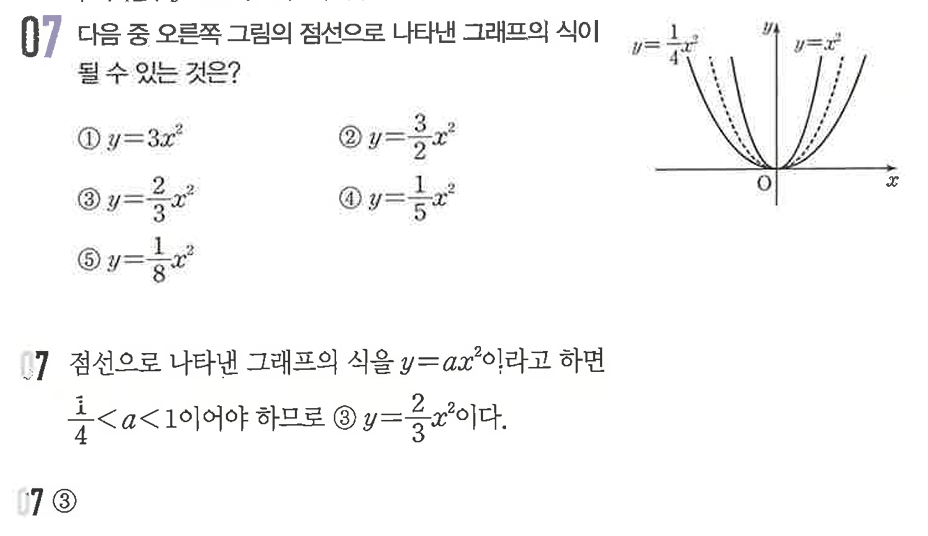 07 다음 중 오른쪽 그림의 점선으로 나타낸 그래프의 식이
될 수 있는 것은?
① y=3x² ② y=3/2x²
③ y=2/3x² ④ y=1/5x²
⑤ y=1/8x²
y=1/4x² y y=x²
O x
07 점선으로 나타낸 그래프의 식을 y=ax²이라고 하면
1/4<a<1이어야 하므로 ③ y=2/3x²이다.
07 ③